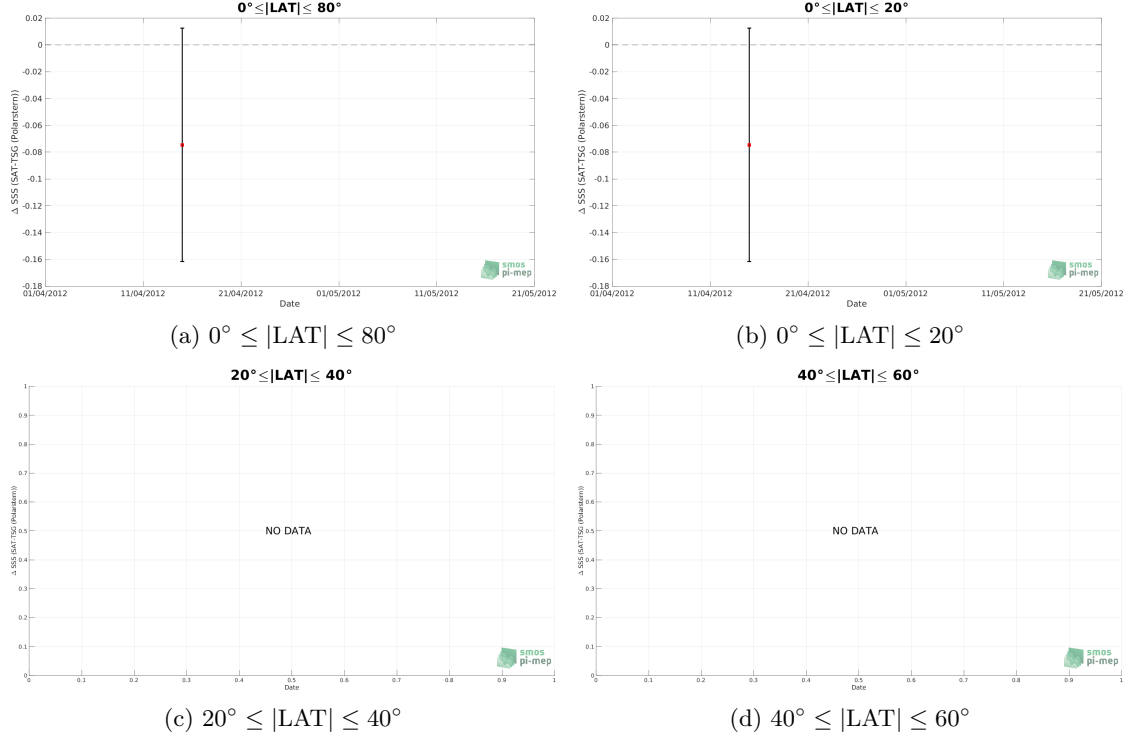 0°≤|LAT|≤ 80°
0.02
0
-0.02
-0.04
-0.06
-0.08
-0.1
-0.12
-0.14
-0.16
-0.18
Δ SSS (SAT-TSG (Polarstern))
01/04/2012 11/04/2012 21/04/2012 01/05/2012 11/05/2012 21/05/2012
Date
smos
pi-mep
(a) 0° ≤ |LAT| ≤ 80°
0°≤|LAT|≤ 20°
0.02
0
-0.02
-0.04
-0.06
-0.08
-0.1
-0.12
-0.14
-0.16
-0.18
Δ SSS (SAT-TSG (Polarstern))
01/04/2012 11/04/2012 21/04/2012 01/05/2012 11/05/2012 21/05/2012
Date
smos
pi-mep
(b) 0° ≤ |LAT| ≤ 20°
20°≤|LAT|≤ 40°
1
0.9
0.8
0.7
0.6
0.5
0.4
0.3
0.2
0.1
0
Δ SSS (SAT-TSG (Polarstern))
NO DATA
0 0.1 0.2 0.3 0.4 0.5 0.6 0.7 0.8 0.9 1
Date
smos
pi-mep
(c) 20° ≤ |LAT| ≤ 40°
40°≤|LAT|≤ 60°
1
0.9
0.8
0.7
0.6
0.5
0.4
0.3
0.2
0.1
0
Δ SSS (SAT-TSG (Polarstern))
NO DATA
0 0.1 0.2 0.3 0.4 0.5 0.6 0.7 0.8 0.9 1
Date
smos
pi-mep
(d) 40° ≤ |LAT| ≤ 60°